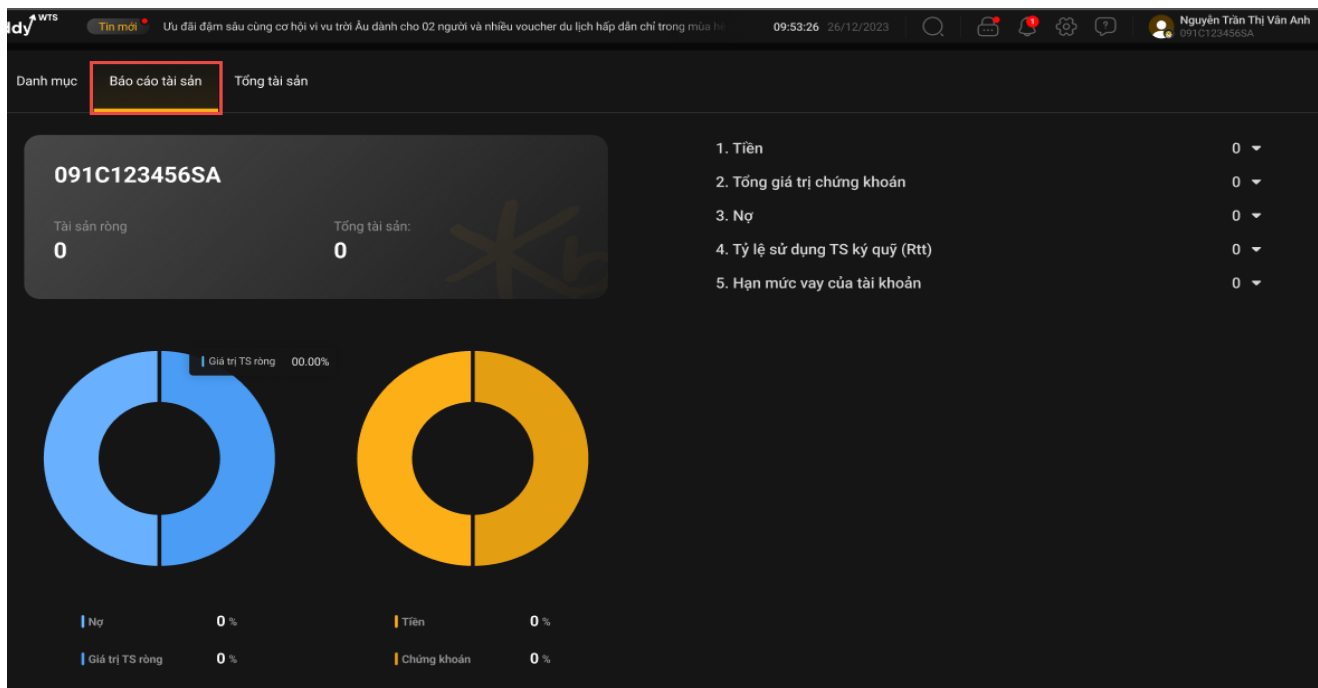 ddy WTS Tin mới Ưu đãi đậm sâu cùng cơ hội vi vu trời Âu dành cho 02 người và nhiều voucher du lịch hấp dẫn chỉ trong mùa 09:53:26 26/12/2023 Nguyễn Trần Thị Vân Anh
091C123456SA
Danh mục Báo cáo tài sản Tổng tài sản
091C123456SA
Tài sản ròng Tổng tài sản:
0 0
1. Tiền 0
2. Tổng giá trị chứng khoán 0
3. Nợ 0
4. Tỷ lệ sử dụng TS ký quỹ (Rtt) 0
5. Hạn mức vay của tài khoản 0
Giá trị TS ròng 00.00%
Nợ 0 % Tiền 0 %
Giá trị TS ròng 0 % Chứng khoán 0 %